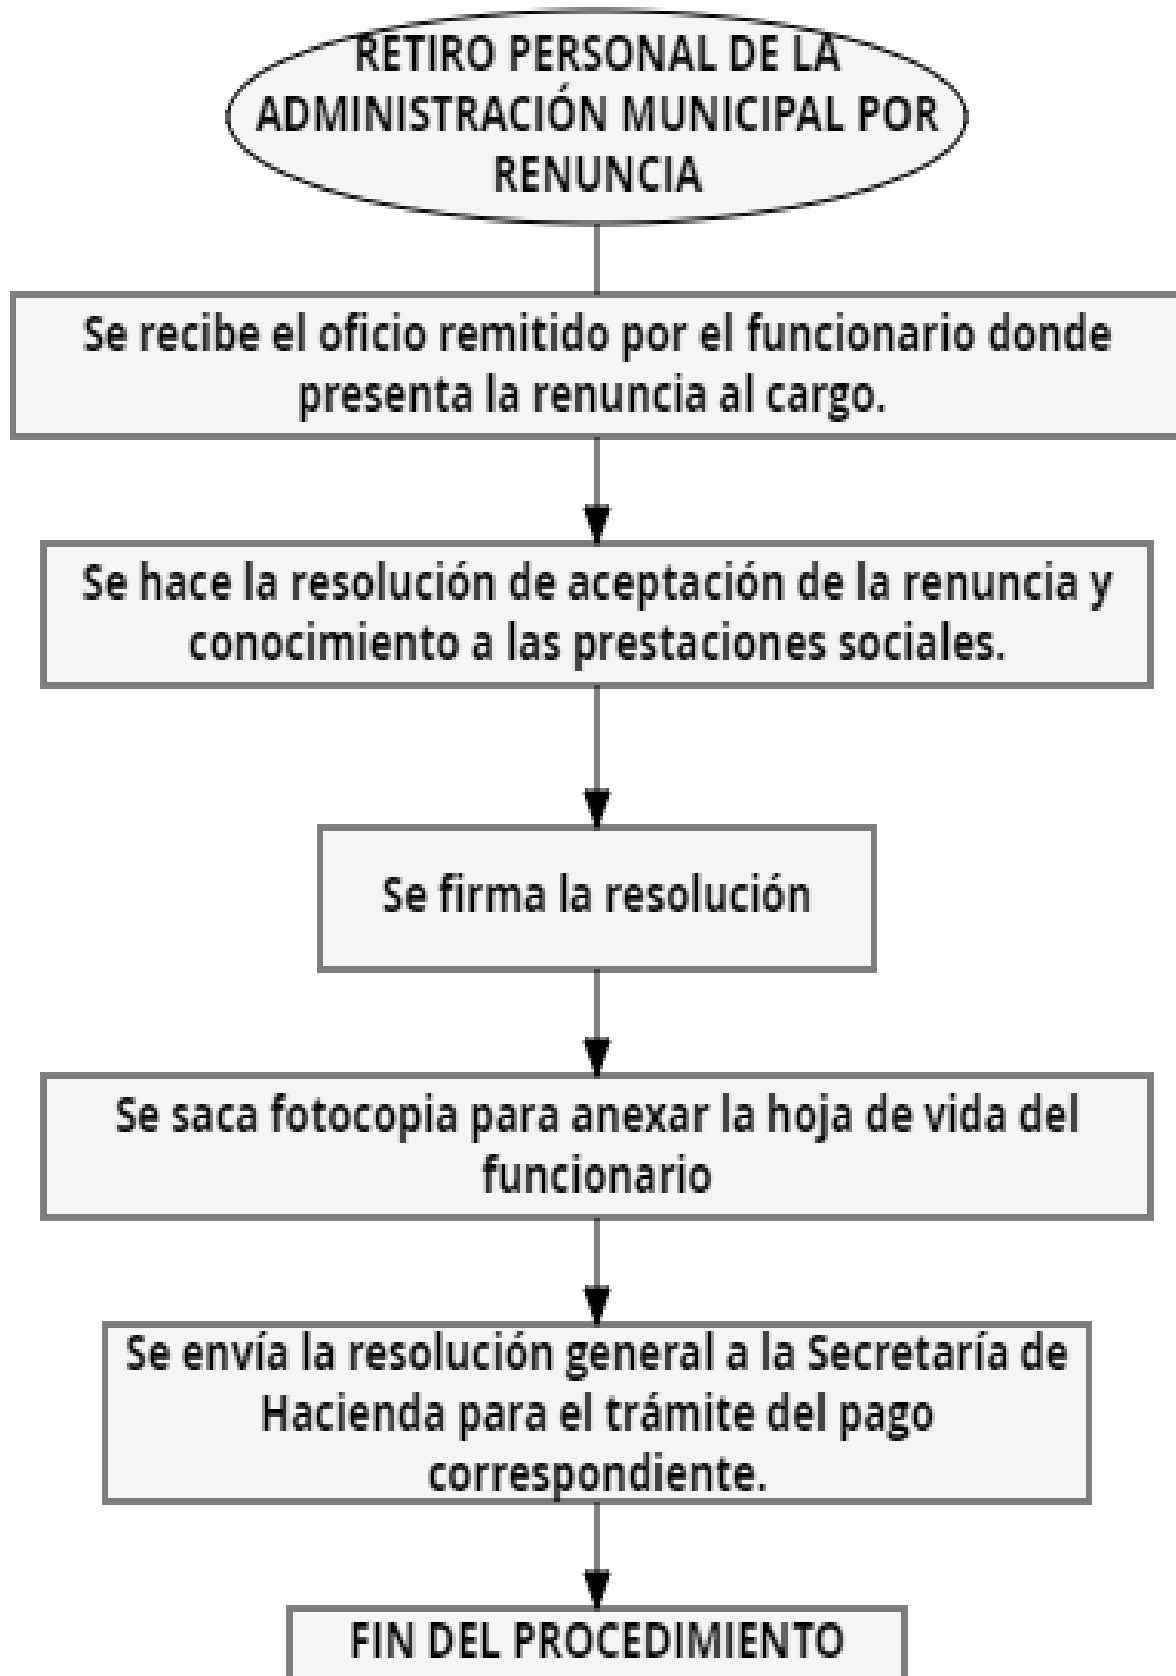 RETIRO PERSONAL DE LA
ADMINISTRACIÓN MUNICIPAL POR
RENUNCIA
Se recibe el oficio remitido por el funcionario donde
presenta la renuncia al cargo.
Se hace la resolución de aceptación de la renuncia y
conocimiento a las prestaciones sociales.
Se firma la resolución
Se saca fotocopia para anexar la hoja de vida del
funcionario
Se envía la resolución general a la Secretaría de
Hacienda para el trámite del pago
correspondiente.
FIN DEL PROCEDIMIENTO